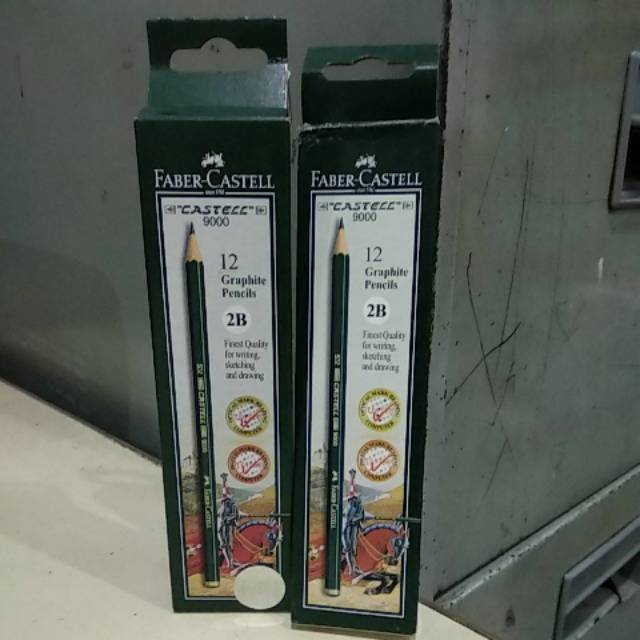 FABER-CASTELL
"CASTELL"
9000
12
Graphite
Pencils
2B
Finest Quality
for writing,
sketching
and drawing
FABER-CASTELL
"CASTELL"
9000
12
Graphite
Pencils
2B
Finest Quality
for writing,
sketching
and drawing